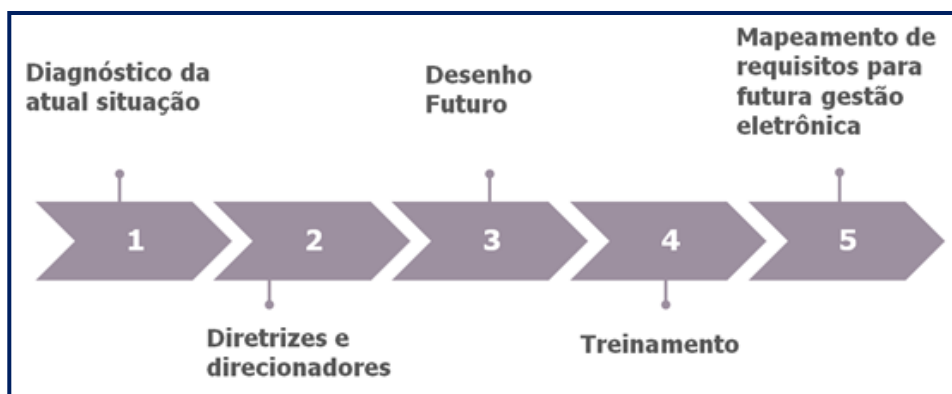 Diagnóstico da
atual situação
Desenho
Futuro
Mapeamento de
requisitos para
futura gestão
eletrônica
1
2
3
4
5
Diretrizes e
direcionadores
Treinamento